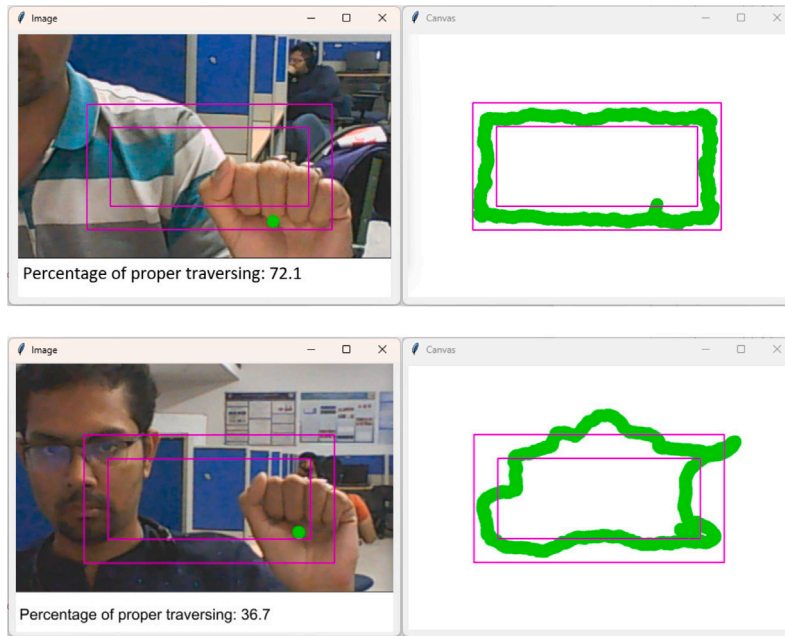 Image
Canvas
Percentage of proper traversing: 72.1
Image
Canvas
Percentage of proper traversing: 36.7